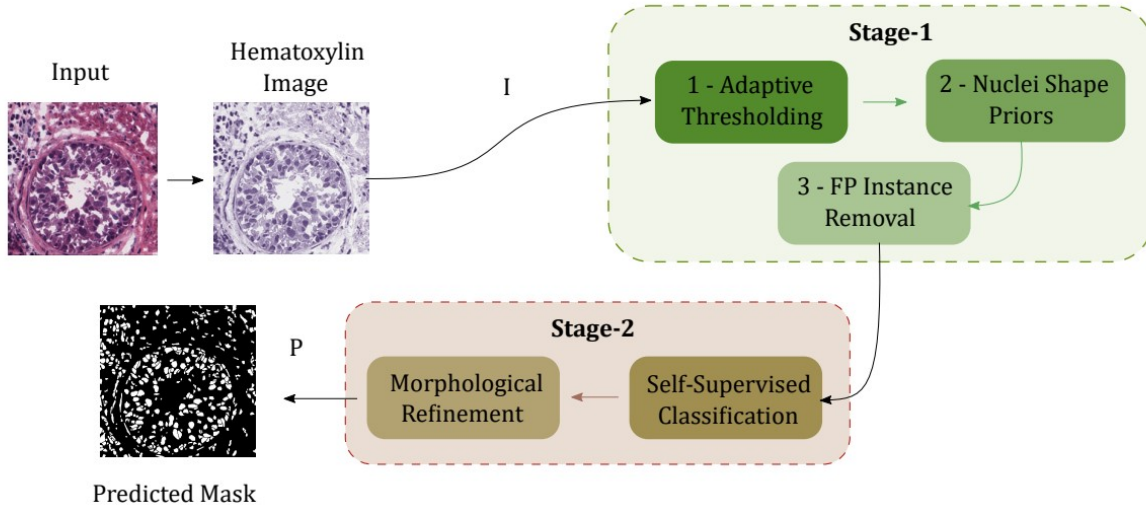 Input
Hematoxylin
Image
I
Stage-1
1 - Adaptive
Thresholding
2 - Nuclei Shape
Priors
3 - FP Instance
Removal
Stage-2
Self-Supervised
Classification
Morphological
Refinement
P
Predicted Mask